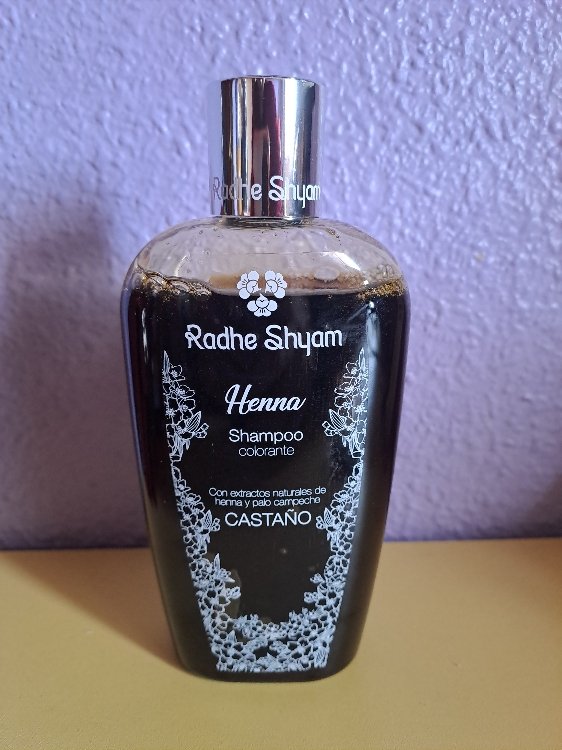 Radhe Shyam
Radhe Shyam
Henna
Shampoo
colorante
Con extractos naturales de
henna y palo campeche
CASTAÑO